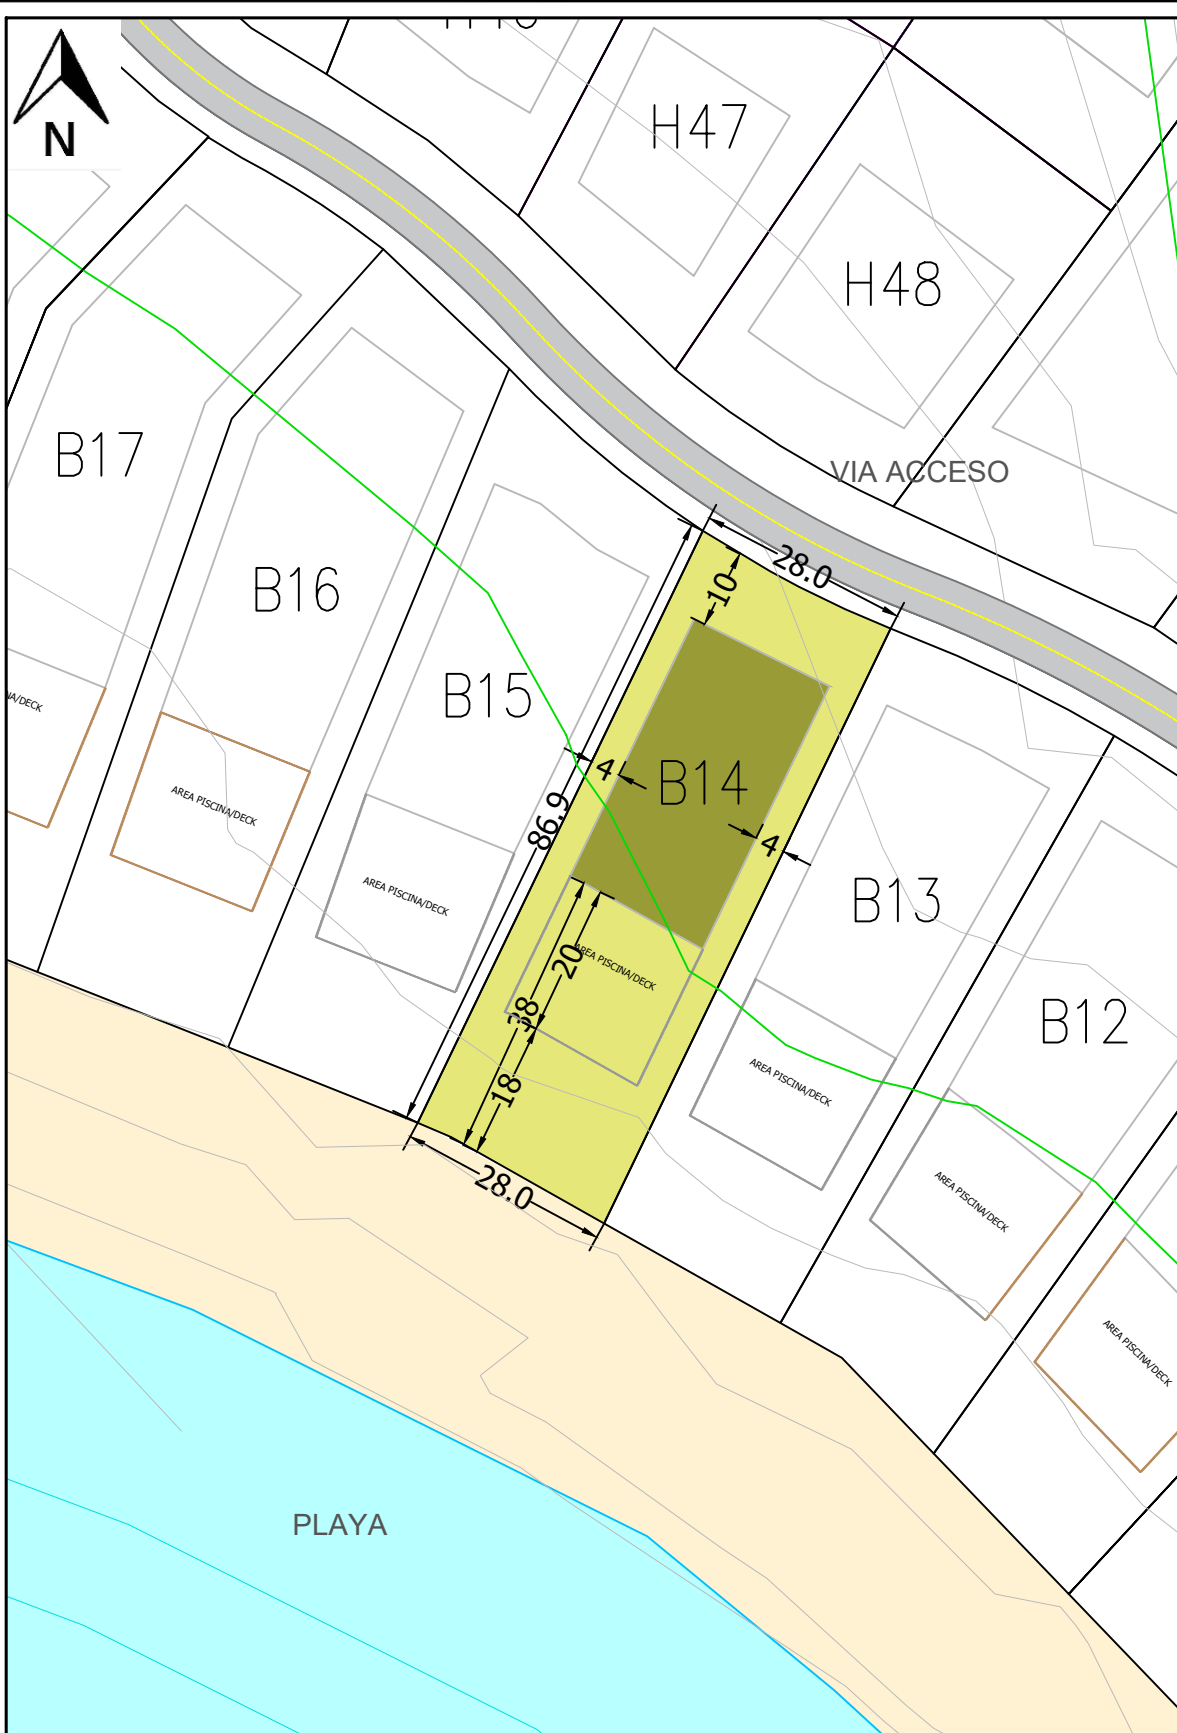 N
H47
H48
VIA ACCESO
B17
B16
B15
28.0
10
4
B14
4
86.9
B13
B12
AREA PISCINA/DECK
AREA PISCINA/DECK
AREA PISCINA/DECK
AREA PISCINA/DECK
AREA PISCINA/DECK
AREA PISCINA/DECK
20
38
18
28.0
PLAYA